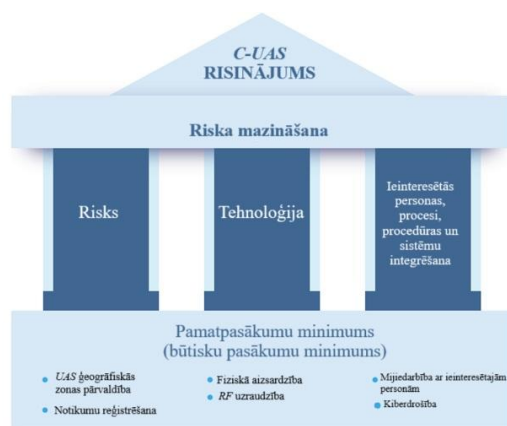 C-UAS
RISINĀJUMS
Riska mazināšana
Risks
Tehnoloģija
Ieinteresētās
personas,
procesi,
procedūras un
sistēmu
integrēšana
Pamatpasākumu minimums
(būtisku pasākumu minimums)
UAS ģeogrāfiskās
zonas pārvaldība
Notikumu reģistrēšana
Fiziskā aizsardzība
RF uzraudzība
Mijiedarbība ar ieinteresētajām
personām
Kiberdrošība